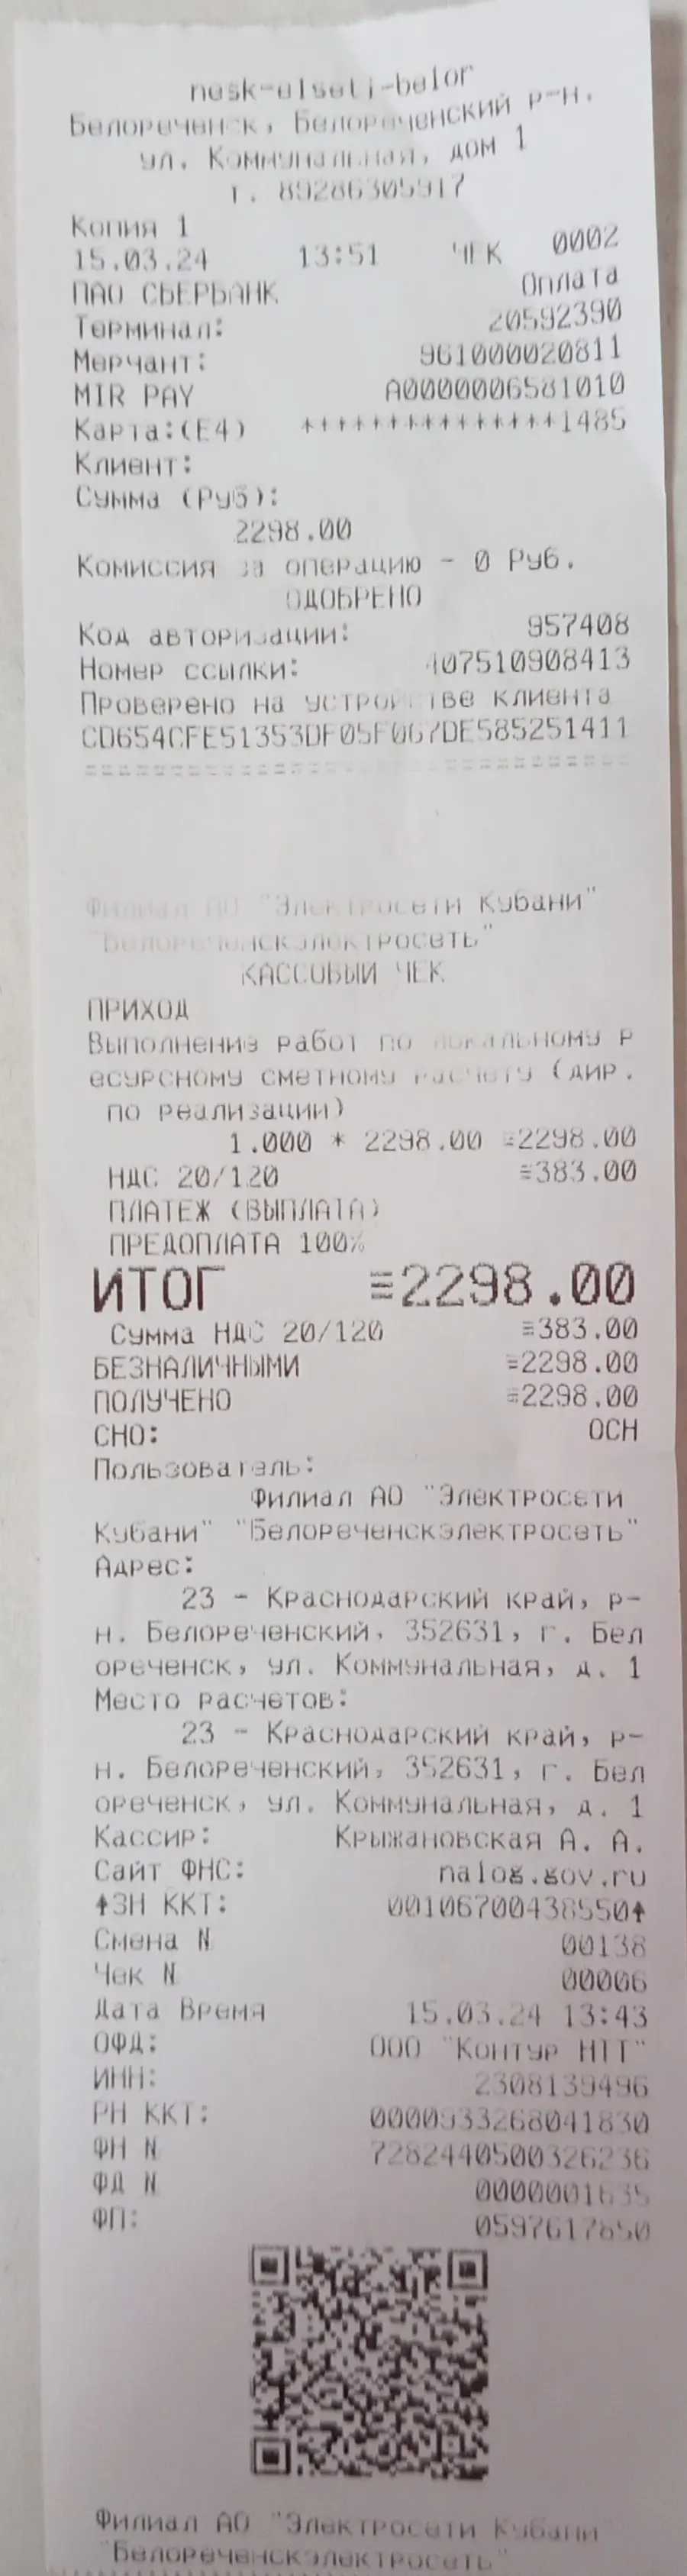 nesk-elseti-belor
Белореченск, Белореченский р-н,
ул. Коммунальная, дом 1
т. 89286305917
Копия 1
15.03.24 13:51 ЧЕК 0002
ПАО СБЕРБАНК Оплата
Терминал: 20592390
Мерчант: 961000020811
MIR PAY A0000006581010
Карта:(E4) **************1485
Клиент:
Сумма (Руб):
2298.00
Комиссия за операцию - 0 Руб.
ОДОБРЕНО
Код авторизации: 957408
Номер ссылки: 407510908413
Проверено на устройстве клиента
CD654CFE51353DF05F067DE585251411
================================
Филиал АО "Электросети Кубани"
"Белореченскэлектросеть"
КАССОВЫЙ ЧЕК
ПРИХОД
Выполнение работ по локальному р
есурсному сметному расчету (дир.
по реализации)
1.000 * 2298.00 ≡2298.00
НДС 20/120 ≡383.00
ПЛАТЕЖ (ВЫПЛАТА)
ПРЕДОПЛАТА 100%
ИТОГ ≡2298.00
Сумма НДС 20/120 ≡383.00
БЕЗНАЛИЧНЫМИ ≡2298.00
ПОЛУЧЕНО ≡2298.00
СНО: ОСН
Пользователь:
Филиал АО "Электросети
Кубани" "Белореченскэлектросеть"
Адрес:
23 - Краснодарский край, р-
н. Белореченский, 352631, г. Бел
ореченск, ул. Коммунальная, д. 1
Место расчетов:
23 - Краснодарский край, р-
н. Белореченский, 352631, г. Бел
ореченск, ул. Коммунальная, д. 1
Кассир: Крыжановская А. А.
Сайт ФНС: nalog.gov.ru
↑ЗН ККТ: 00106700438550↑
Смена N 00138
Чек N 00006
Дата Время 15.03.24 13:43
ОФД: ООО "Контур НТТ"
ИНН: 2308139496
РН ККТ: 0000933268041830
ФН N 7282440500326236
ФД N 0000001635
ФП: 0597617850
Филиал АО "Электросети Кубани
"Белореченскэлектросеть"